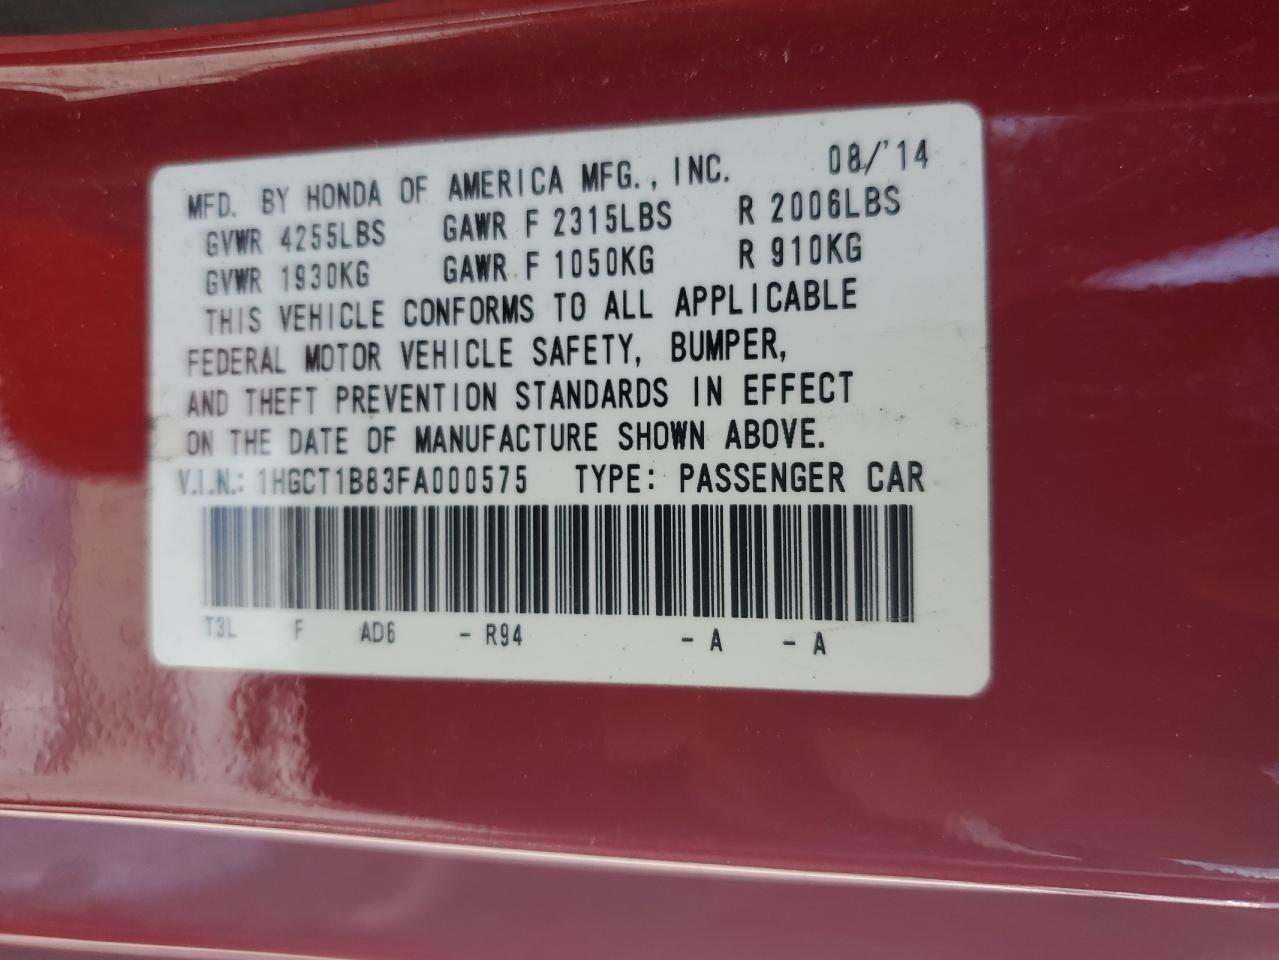 MFD. BY HONDA OF AMERICA MFG., INC. 08/'14
GVWR 4255LBS GAWR F 2315LBS R 2006LBS
GVWR 1930KG GAWR F 1050KG R 910KG
THIS VEHICLE CONFORMS TO ALL APPLICABLE
FEDERAL MOTOR VEHICLE SAFETY, BUMPER,
AND THEFT PREVENTION STANDARDS IN EFFECT
ON THE DATE OF MANUFACTURE SHOWN ABOVE.
V.I.N.: 1HGCT1B83FA000575 TYPE: PASSENGER CAR
T3L F AD6 - R94 - A - A